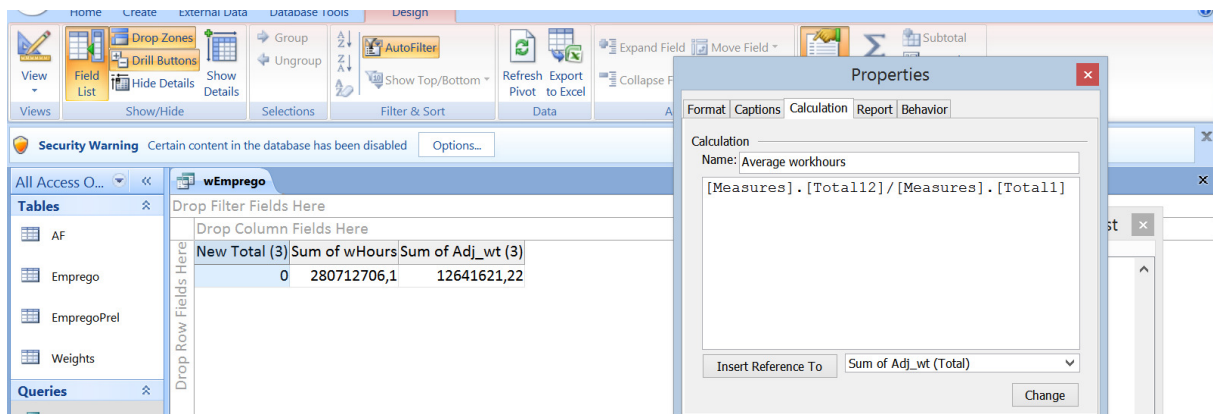 Home Create External Data Database Tools Design
View
Field List
Drop Zones
Drill Buttons
Hide Details
Show Details
Group
Ungroup
AutoFilter
Show Top/Bottom
Refresh Pivot
Export to Excel
Expand Field
Move Field
Subtotal
Views Show/Hide Selections Filter & Sort Data
Properties
Format Captions Calculation Report Behavior
Security Warning Certain content in the database has been disabled Options...
Calculation
Name: Average workhours
[Measures].[Total12]/[Measures].[Total1]
All Access O...
wEmprego
Tables
Drop Filter Fields Here
AF
Drop Column Fields Here
New Total (3) Sum of wHours Sum of Adj_wt (3)
Emprego
0 280712706,1 12641621,22
EmpregoPrel
Drop Row Fields Here
Weights
Insert Reference To Sum of Adj_wt (Total)
Queries
Change